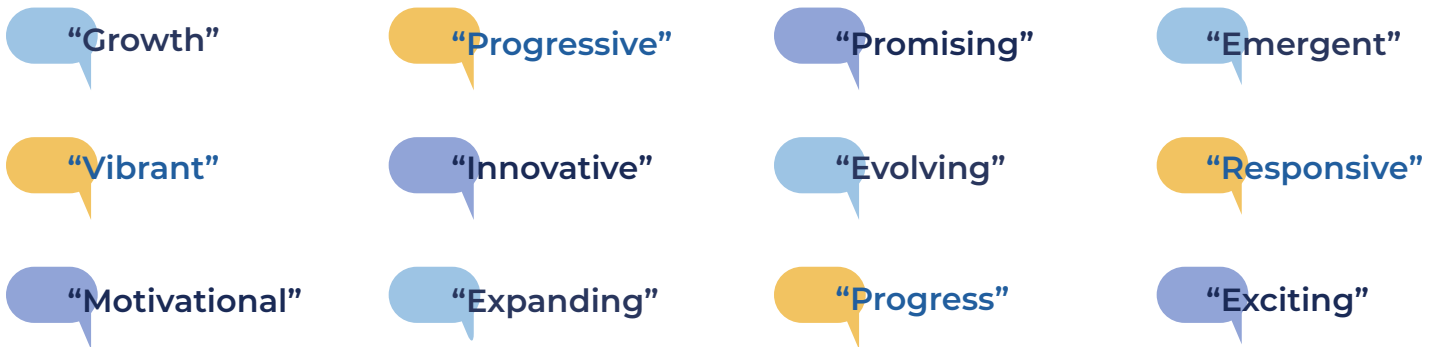 “Growth”
“Progressive”
“Promising”
“Emergent”
“Vibrant”
“Innovative”
“Evolving”
“Responsive”
“Motivational”
“Expanding”
“Progress”
“Exciting”